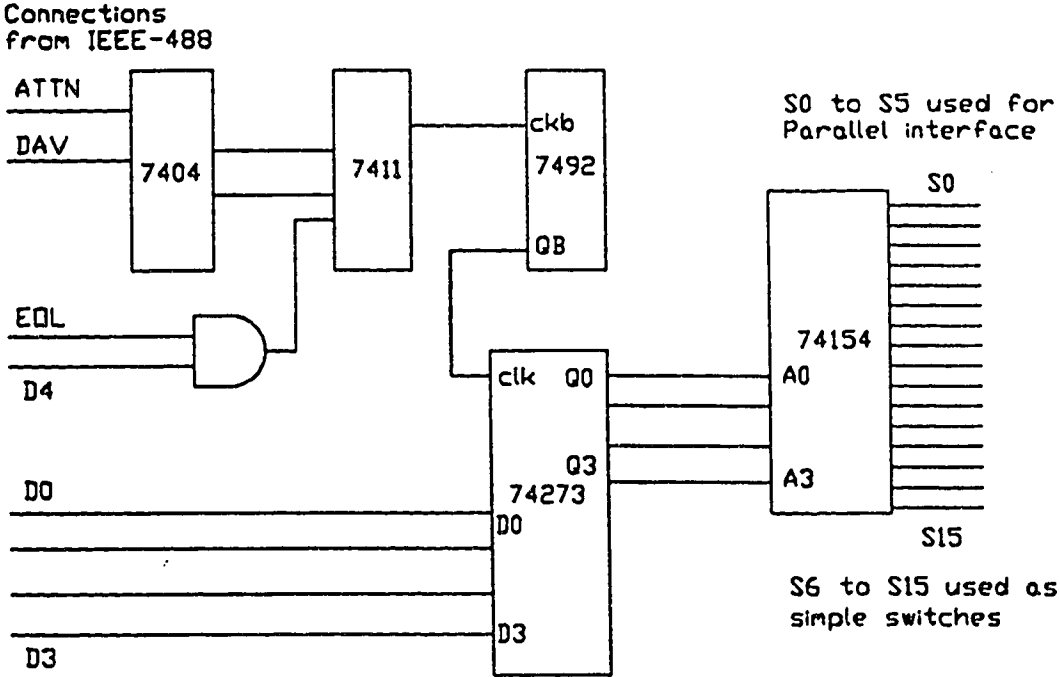 Connections
from IEEE-488
ATTN
DAV
7404
7411
ckb
7492
QB
S0 to S5 used for
Parallel interface
S0
EOL
D4
clk
Q0
Q3
74273
D0
D0
D3
D3
74154
A0
A3
S15
S6 to S15 used as
simple switches